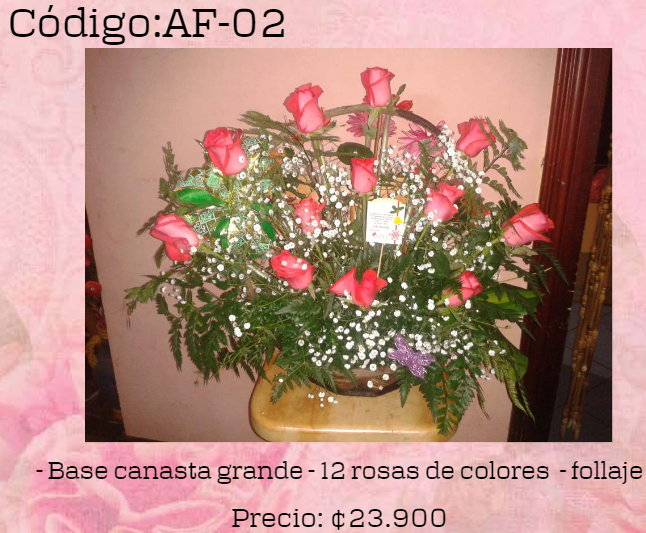 Código:AF-02
- Base canasta grande - 12 rosas de colores - follaje
Precio: ¢23.900